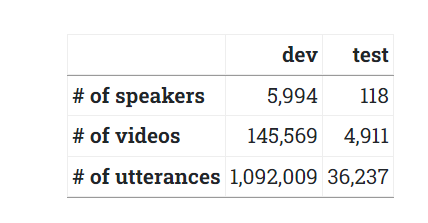 dev test
# of speakers 5,994 118
# of videos 145,569 4,911
# of utterances 1,092,009 36,237